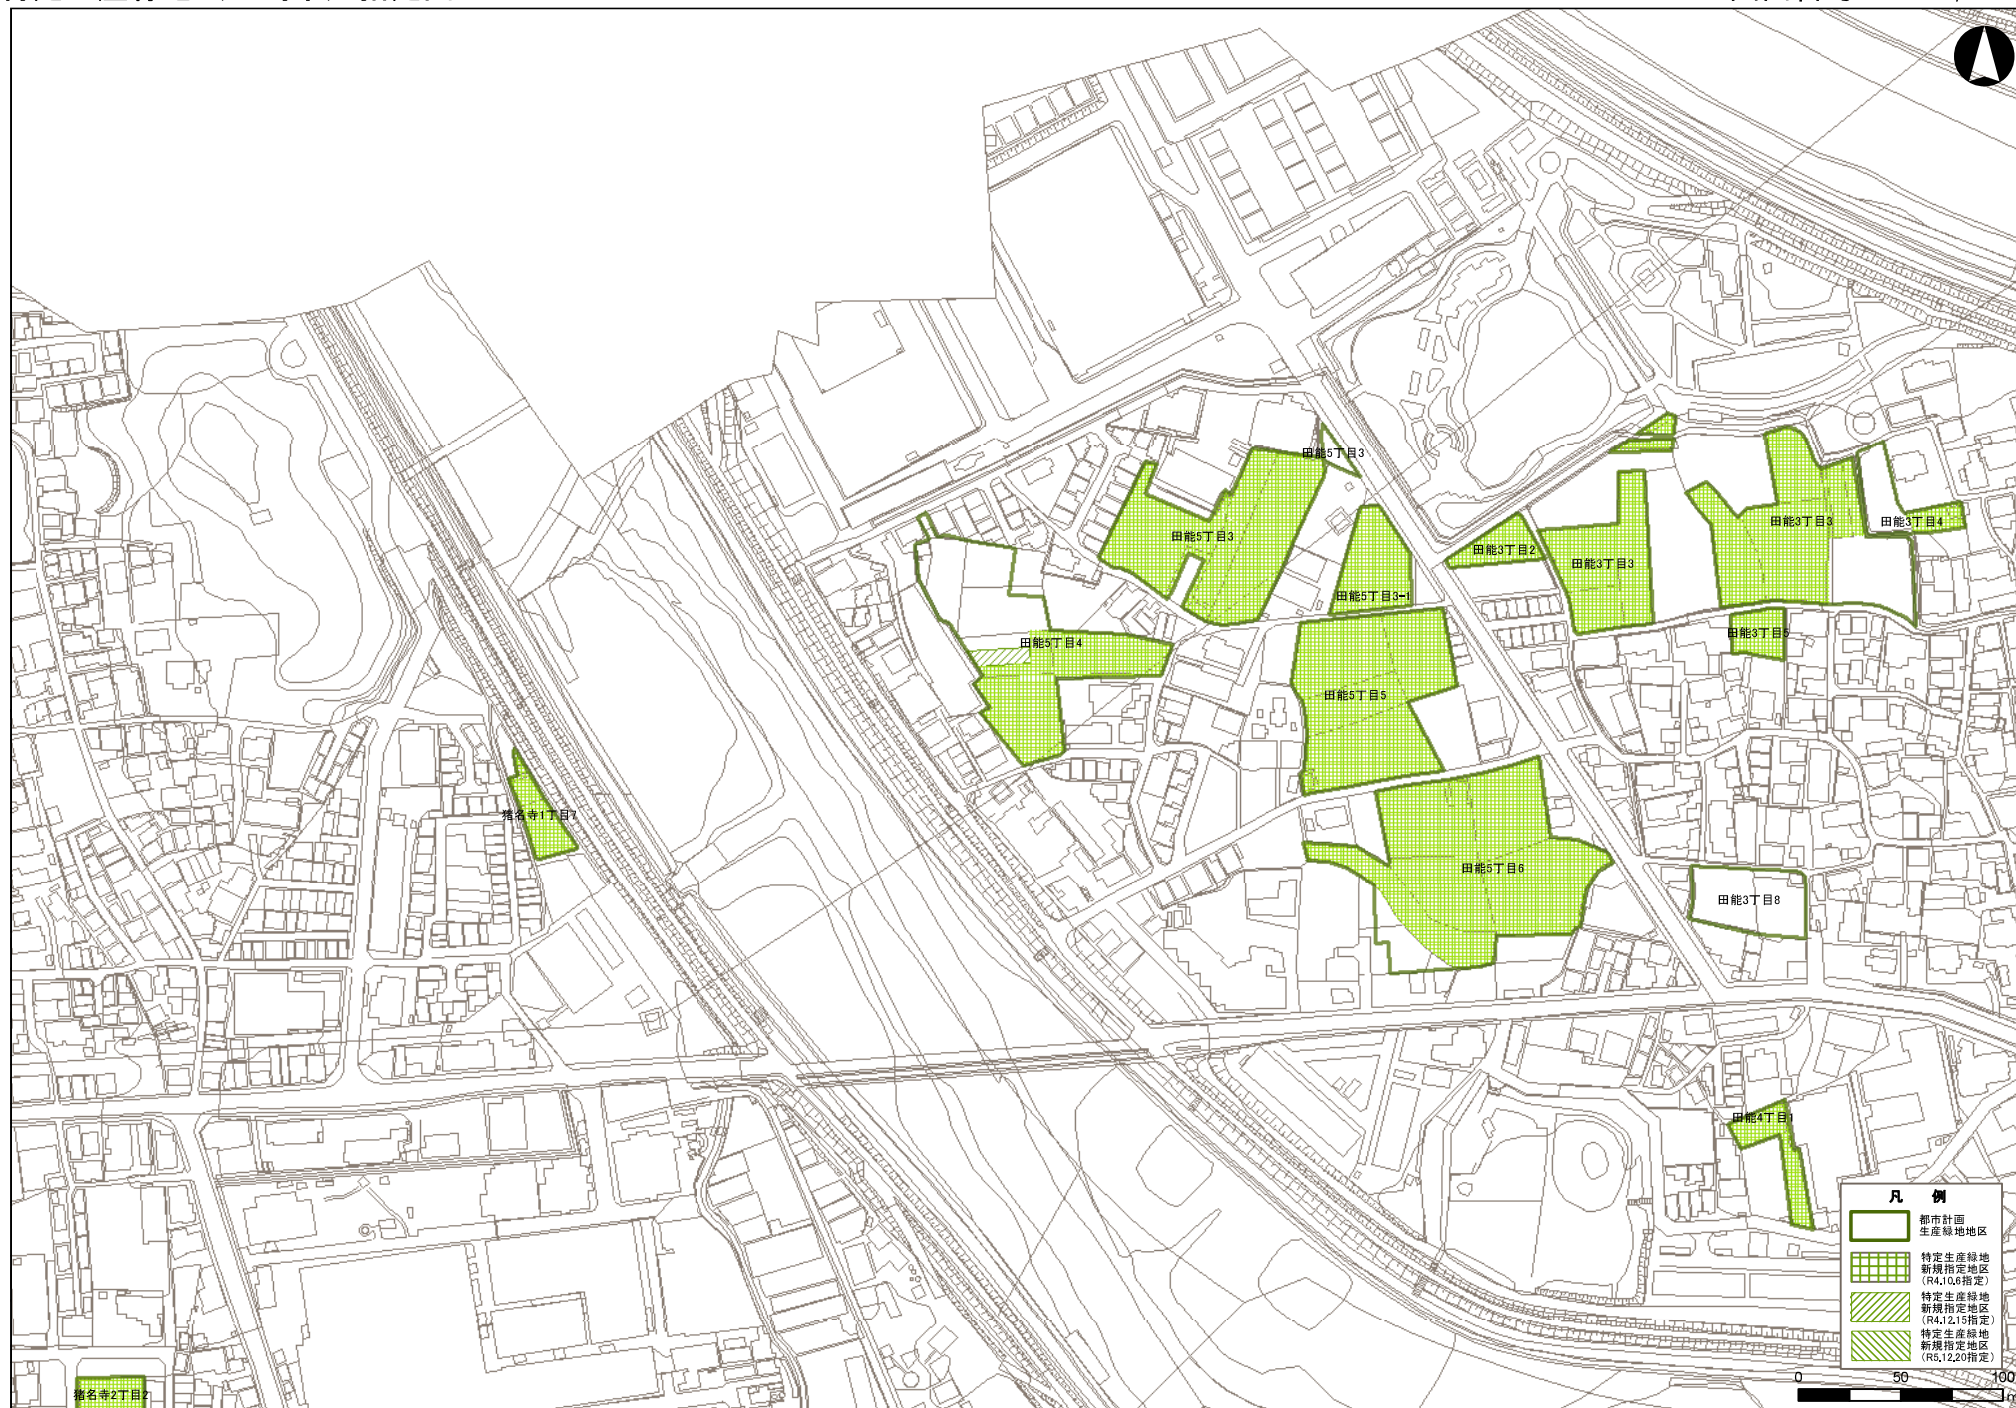 田能5丁目3
田能5丁目3
田能3丁目3
田能3丁目4
田能3丁目2
田能3丁目3
田能5丁目3-1
田能3丁目5
田能5丁目4
田能5丁目5
猪名寺1丁目7
田能5丁目6
田能3丁目8
田能4丁目1
猪名寺2丁目2
凡 例
都市計画
生産緑地地区
特定生産緑地
新規指定地区
(R4.10.6指定)
特定生産緑地
新規指定地区
(R4.12.15指定)
特定生産緑地
新規指定地区
(R5.12.20指定)
0 50 100
m